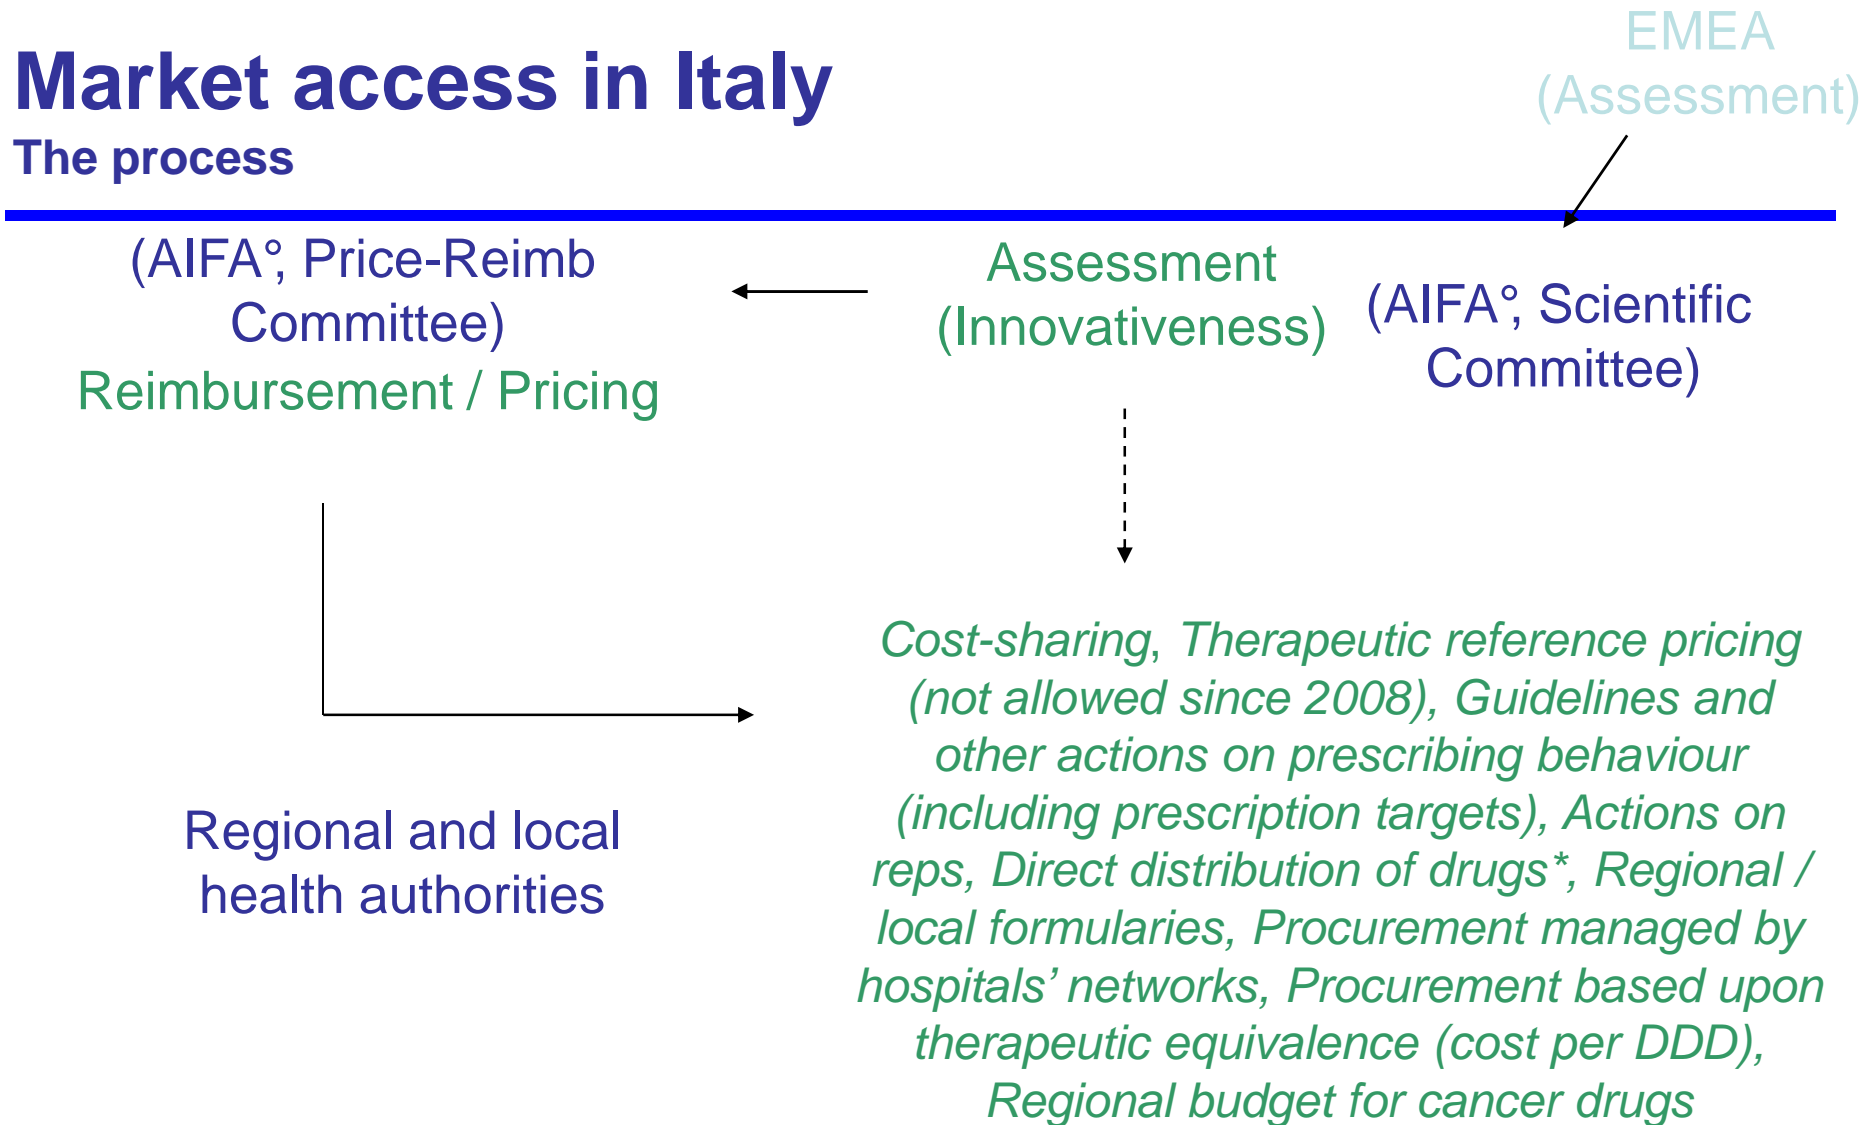 EMEA
(Assessment)
Market access in Italy
The process
(AIFA°, Price-Reimb
Committee)
Reimbursement / Pricing
Assessment
(Innovativeness)
(AIFA°, Scientific
Committee)
Regional and local
health authorities
Cost-sharing, Therapeutic reference pricing
(not allowed since 2008), Guidelines and
other actions on prescribing behaviour
(including prescription targets), Actions on
reps, Direct distribution of drugs*, Regional /
local formularies, Procurement managed by
hospitals’ networks, Procurement based upon
therapeutic equivalence (cost per DDD),
Regional budget for cancer drugs